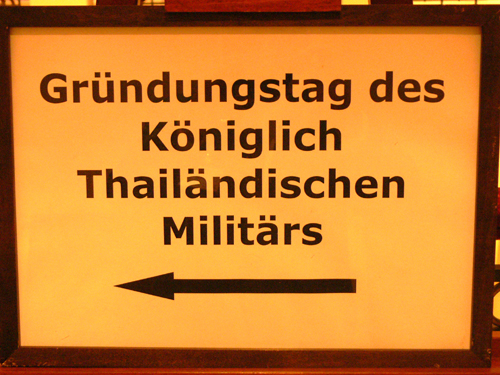 Gründungstag des
Königlich
Thailändischen
Militärs